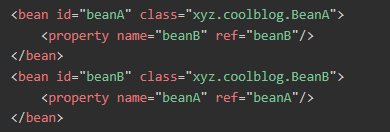 <bean id="beanA" class="xyz.coolblog.BeanA">
    <property name="beanB" ref="beanB"/>
</bean>
<bean id="beanB" class="xyz.coolblog.BeanB">
    <property name="beanA" ref="beanA"/>
</bean>